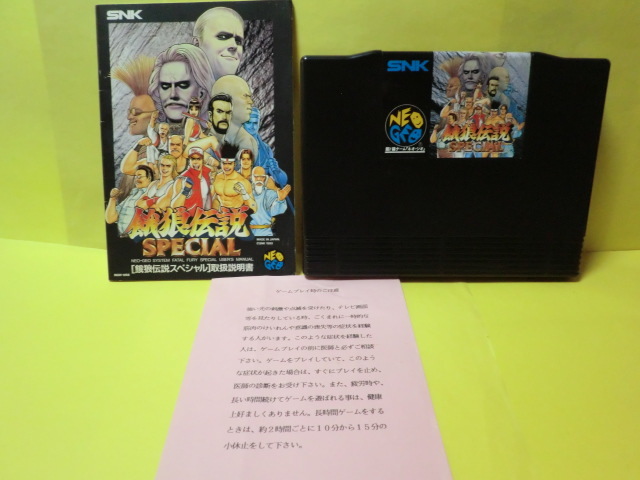 SNK
餓狼伝説
SPECIAL
MADE IN JAPAN
NEO-GEO SYSTEM FATAL FURY SPECIAL USER'S MANUAL
[餓狼伝説スペシャル]取扱説明書
NEO
GEO
SNK
NEO
GEO
餓狼伝説
SPECIAL
ゲームプレイ時のご注意
強い光の刺激や点滅を受けたり、テレビ画面
等を見たりしている時、ごくまれに一時的な
筋肉のけいれんや意識の喪失等の症状を経験
する人がいます。このような症状を経験した
人は、ゲームプレイの前に医師と必ずご相談
下さい。ゲームをプレイしていて、このよう
な症状が起きた場合は、すぐにプレイを止め、
医師の診断をお受け下さい。また、疲労時や、
長い時間続けてゲームを遊ばれる事は、健康
上好ましくありません。長時間ゲームをする
ときは、約2時間ごとに10分から15分の
小休止をして下さい。